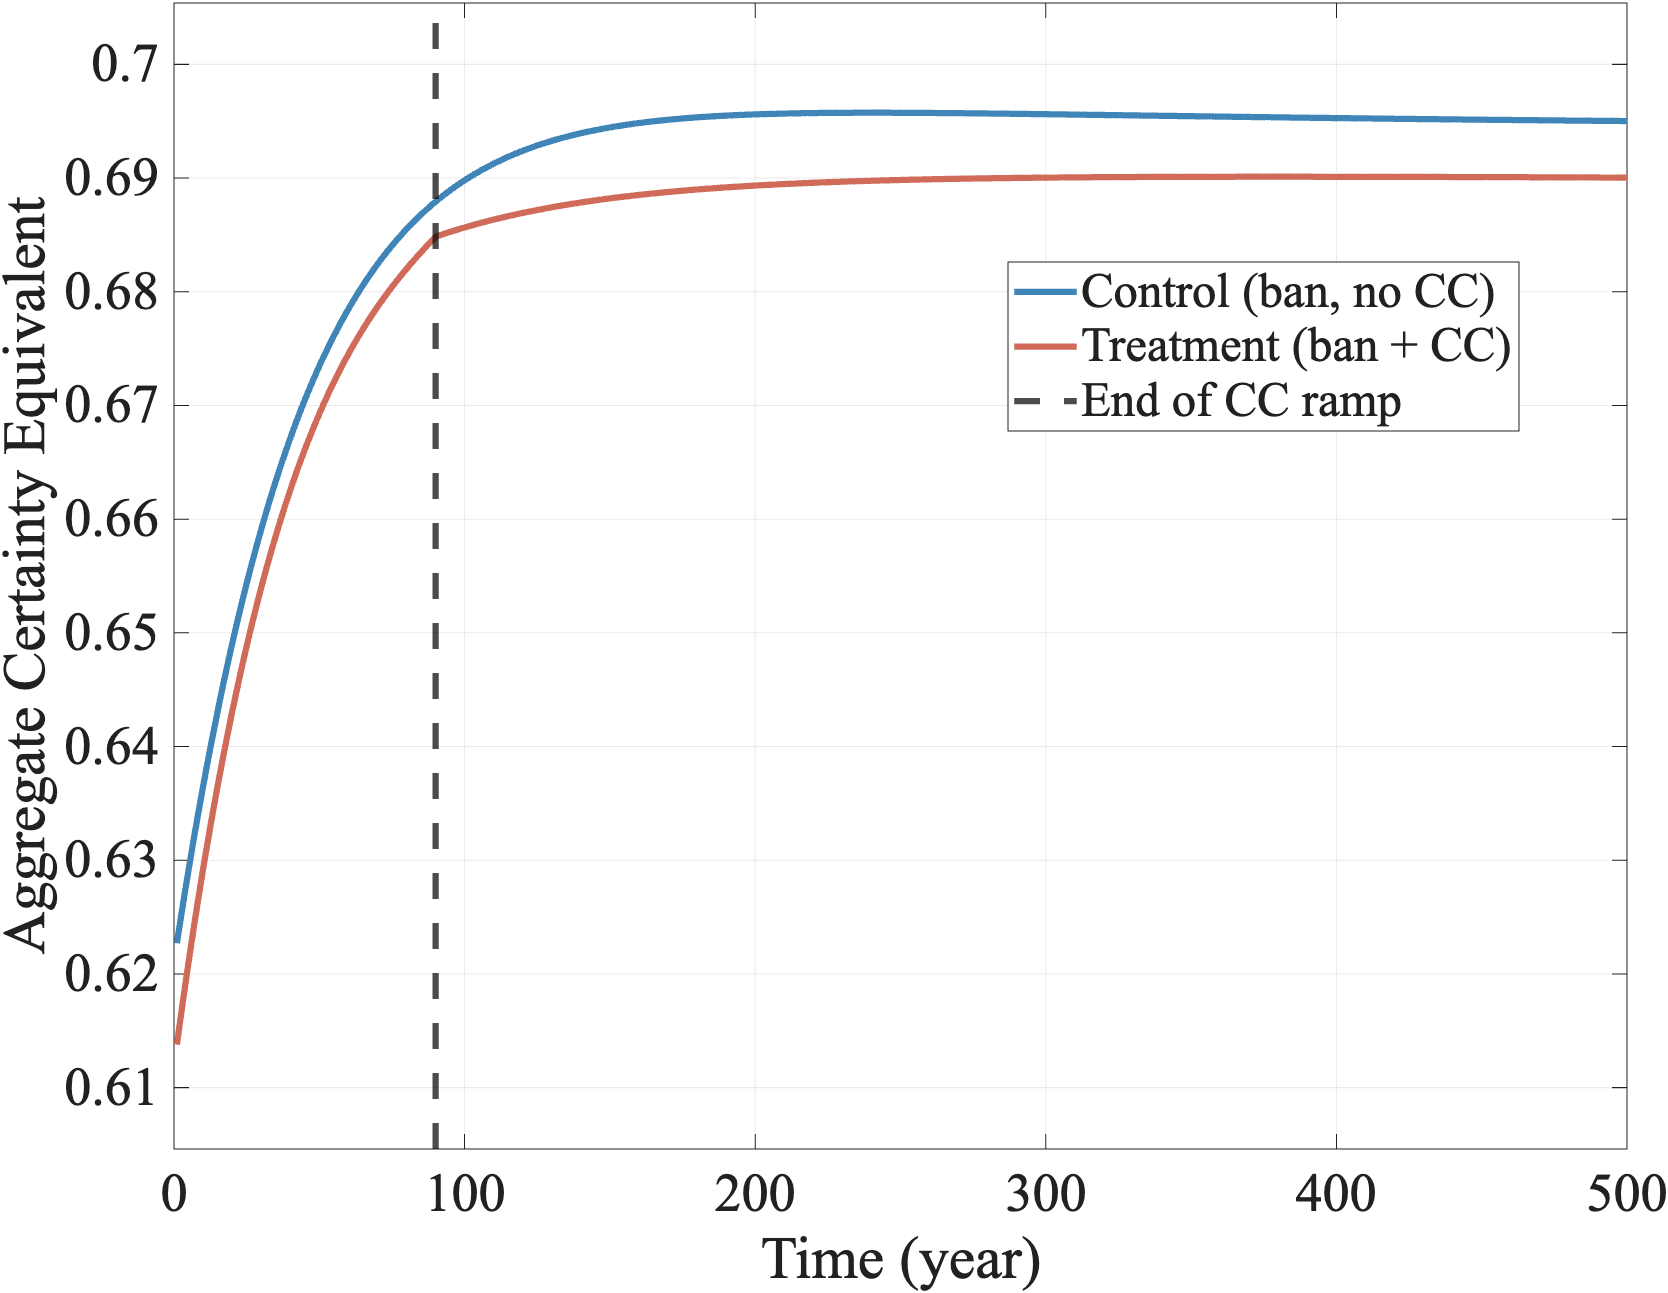 Aggregate Certainty Equivalent
0.7
0.69
0.68
0.67
0.66
0.65
0.64
0.63
0.62
0.61
Control (ban, no CC)
Treatment (ban + CC)
End of CC ramp
0 100 200 300 400 500
Time (year)